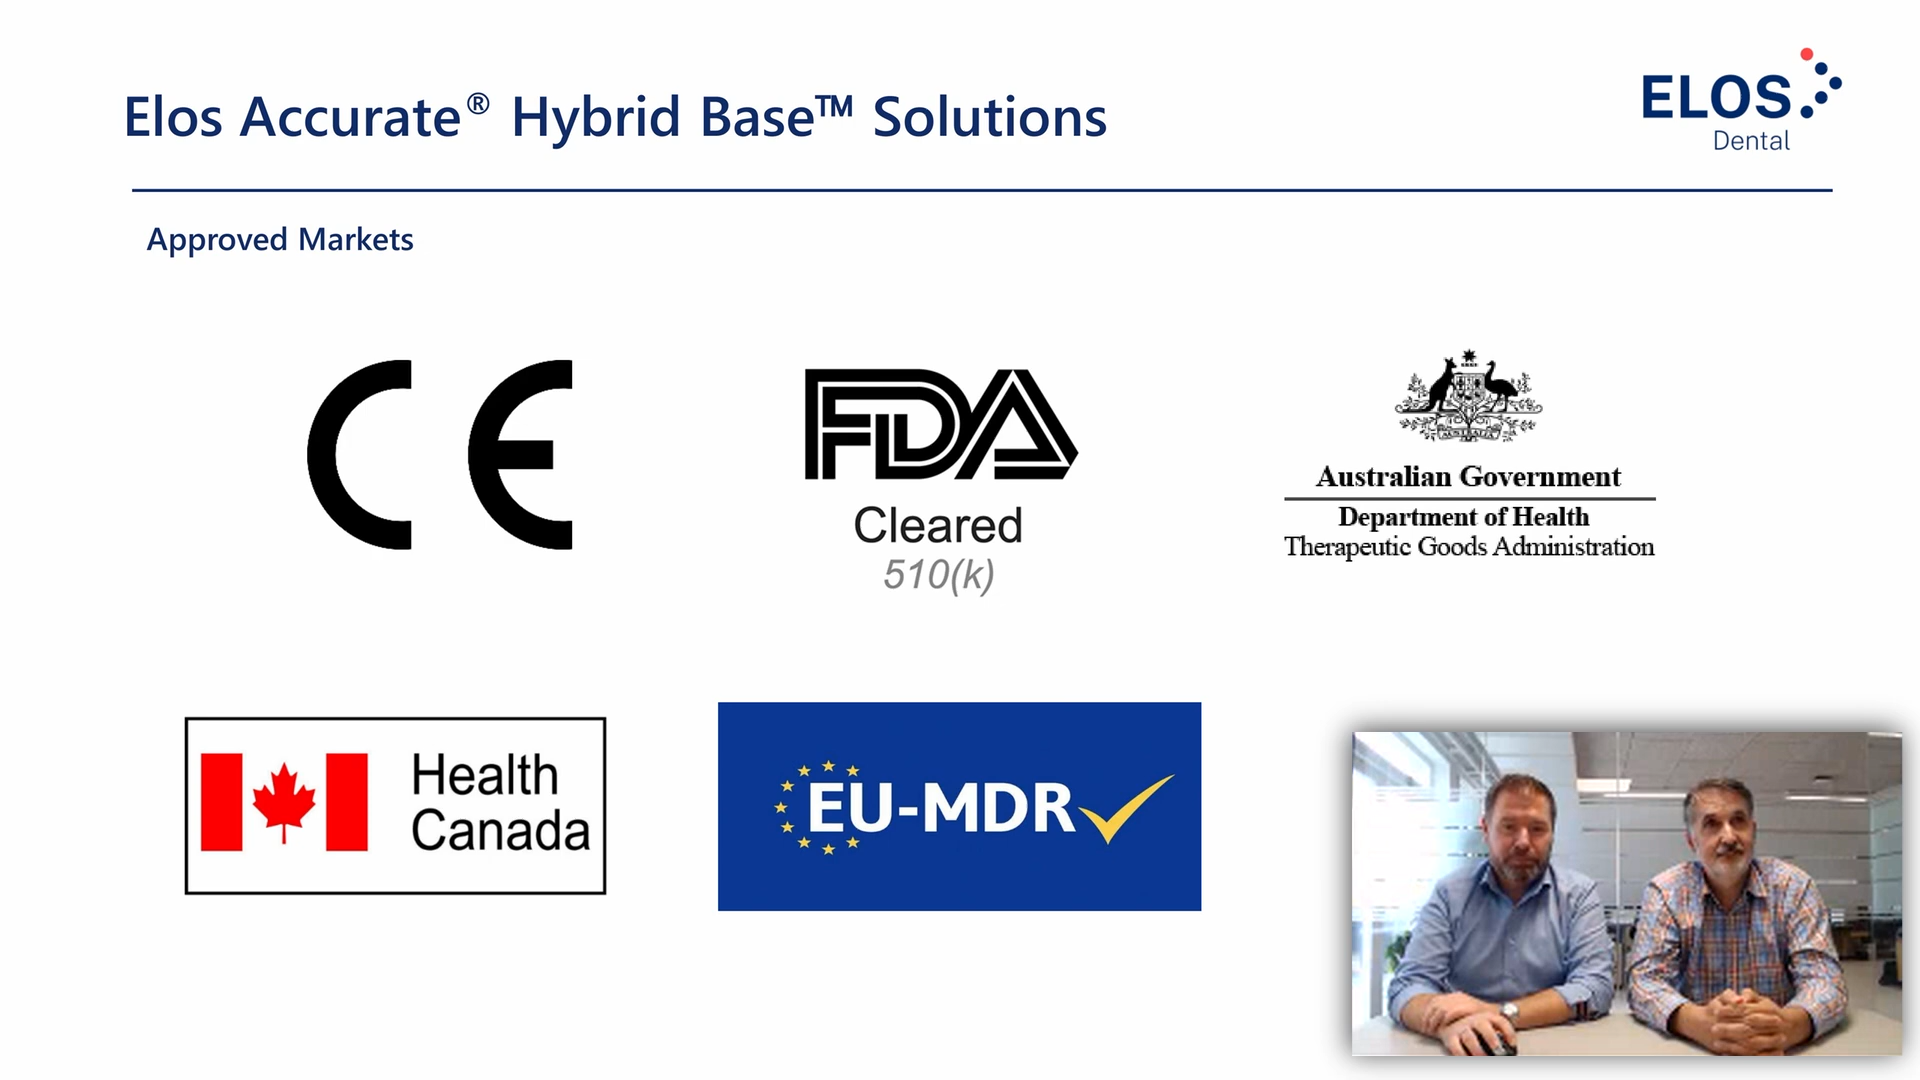 Elos Accurate® Hybrid Base™ Solutions
ELOS
Dental
Approved Markets
CE
FDA
Cleared
510(k)
AUSTRALIA
Australian Government
Department of Health
Therapeutic Goods Administration
Health
Canada
EU-MDR